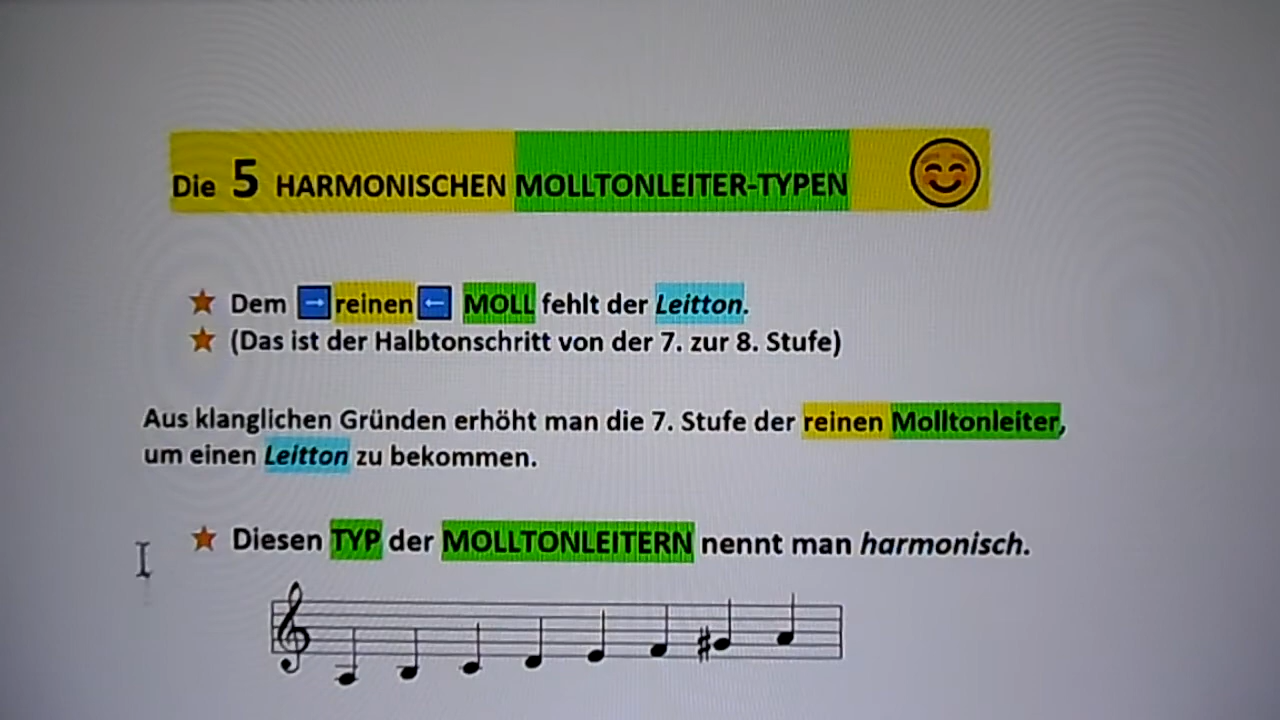 Die 5 HARMONISCHEN MOLLTONLEITER-TYPEN
Dem reinen MOLL fehlt der Leitton.
(Das ist der Halbtonschritt von der 7. zur 8. Stufe)
Aus klanglichen Gründen erhöht man die 7. Stufe der reinen Molltonleiter,
um einen Leitton zu bekommen.
Diesen TYP der MOLLTONLEITERN nennt man harmonisch.